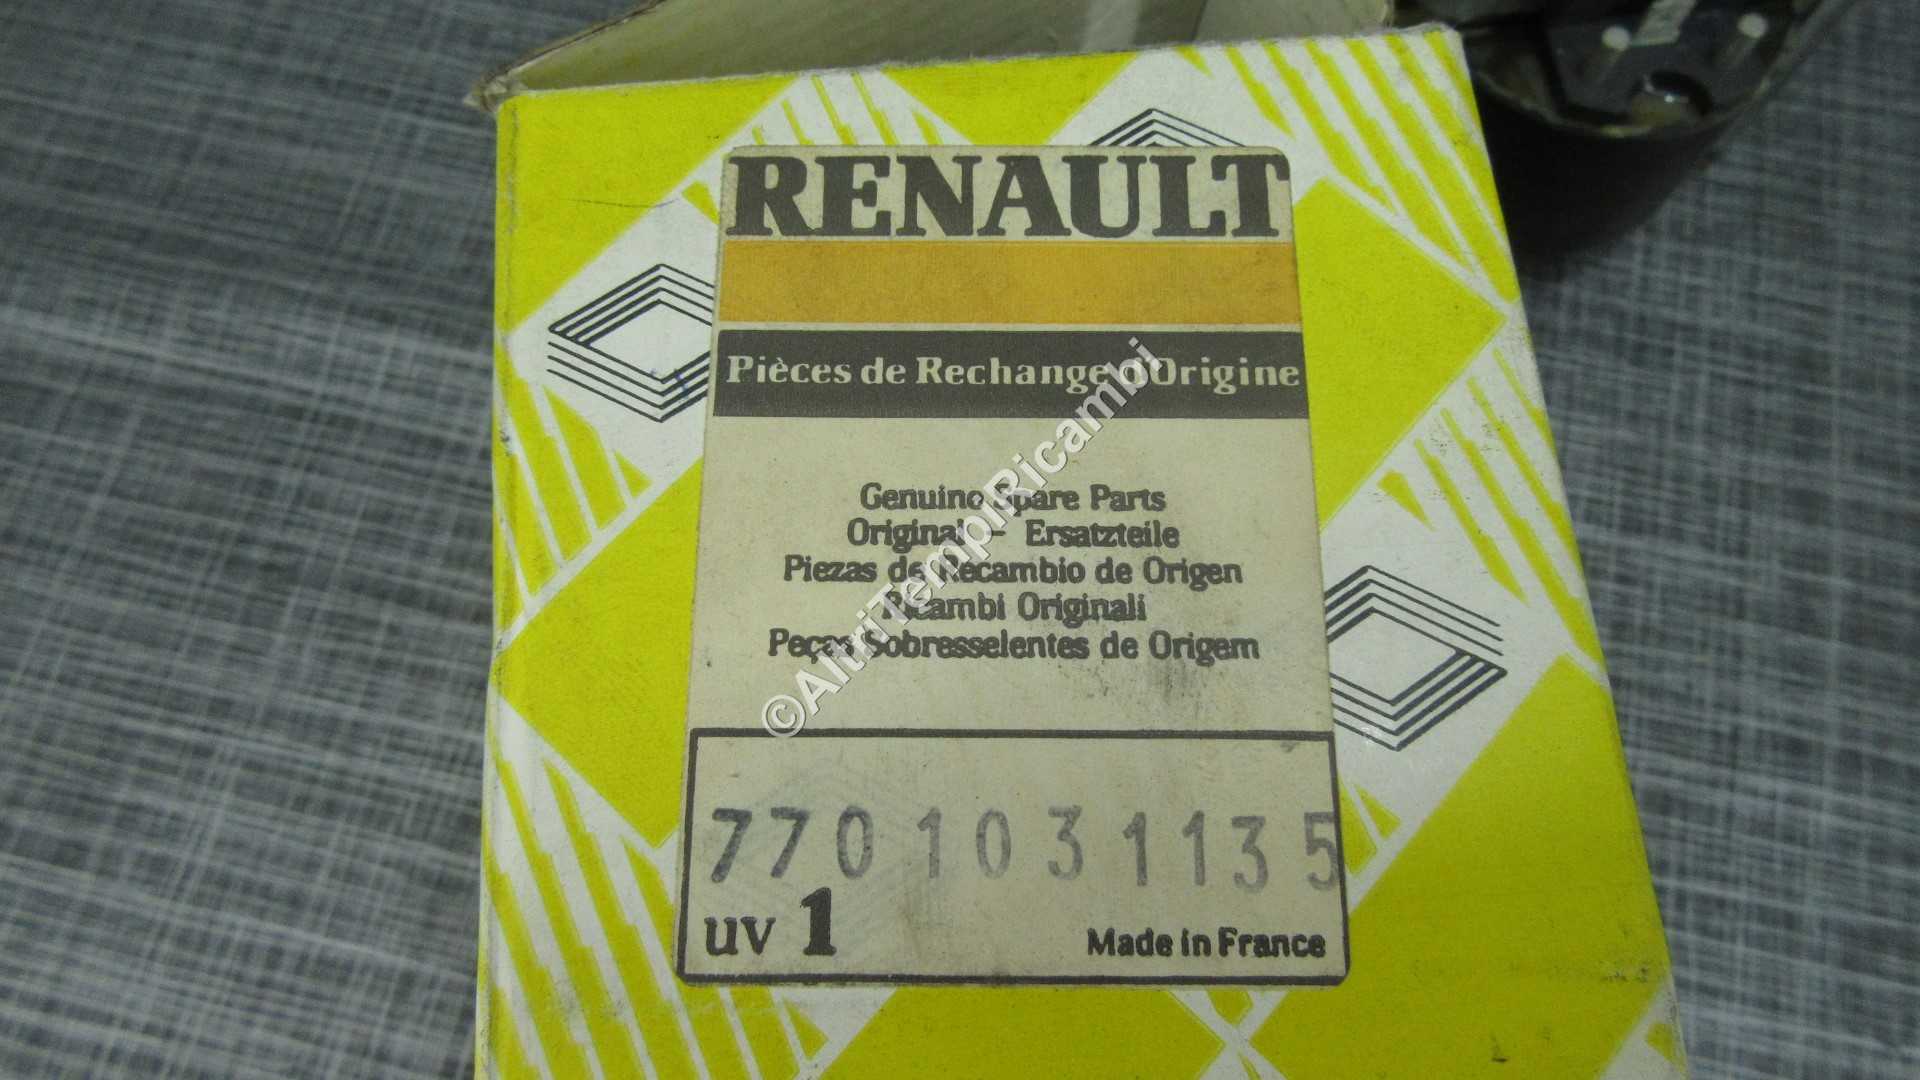 RENAULT
Pièces de Rechange d'Origine
Genuine Spare Parts
Original - Ersatzteile
Piezas de Recambio de Origen
Ricambi Originali
Peças Sobresselentes de Origem
7701031135
uv 1
Made in France
©AltriTempiRicambi